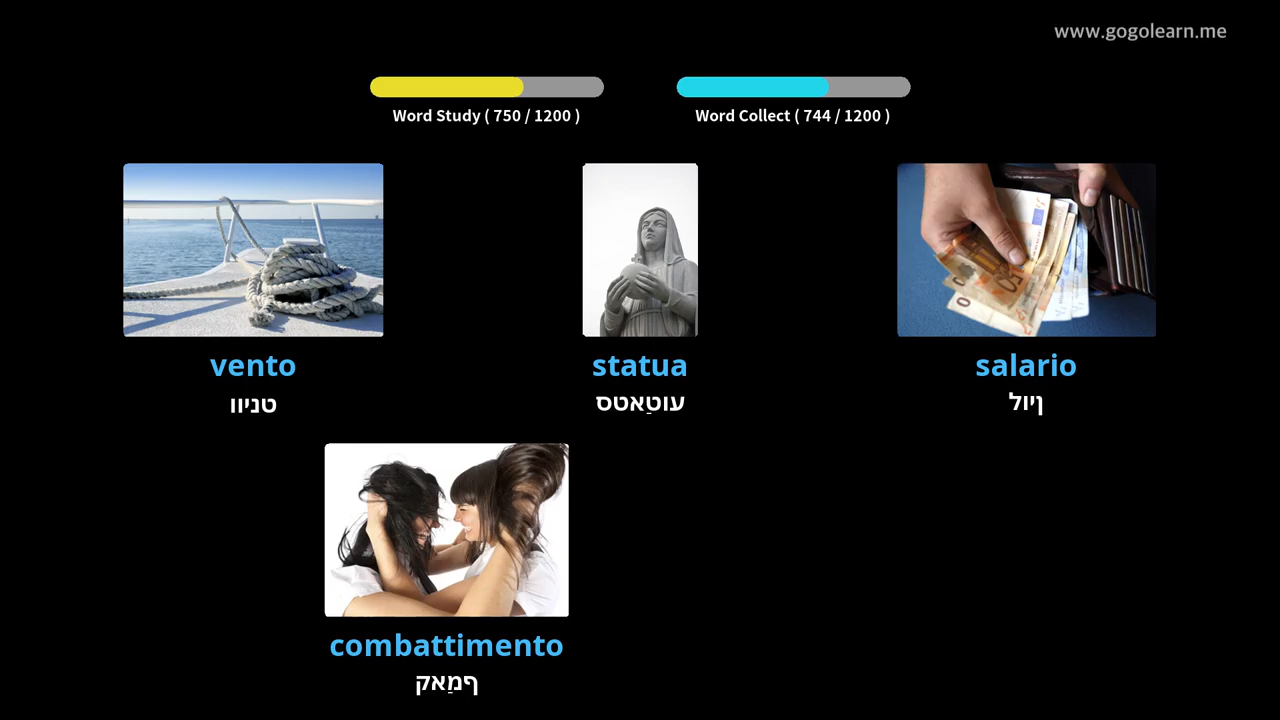 www.gogolearn.me
Word Study ( 750 / 1200 )
Word Collect ( 744 / 1200 )
vento
טניוו
statua
עוטַאטס
salario
ןיול
combattimento
ףמַאק